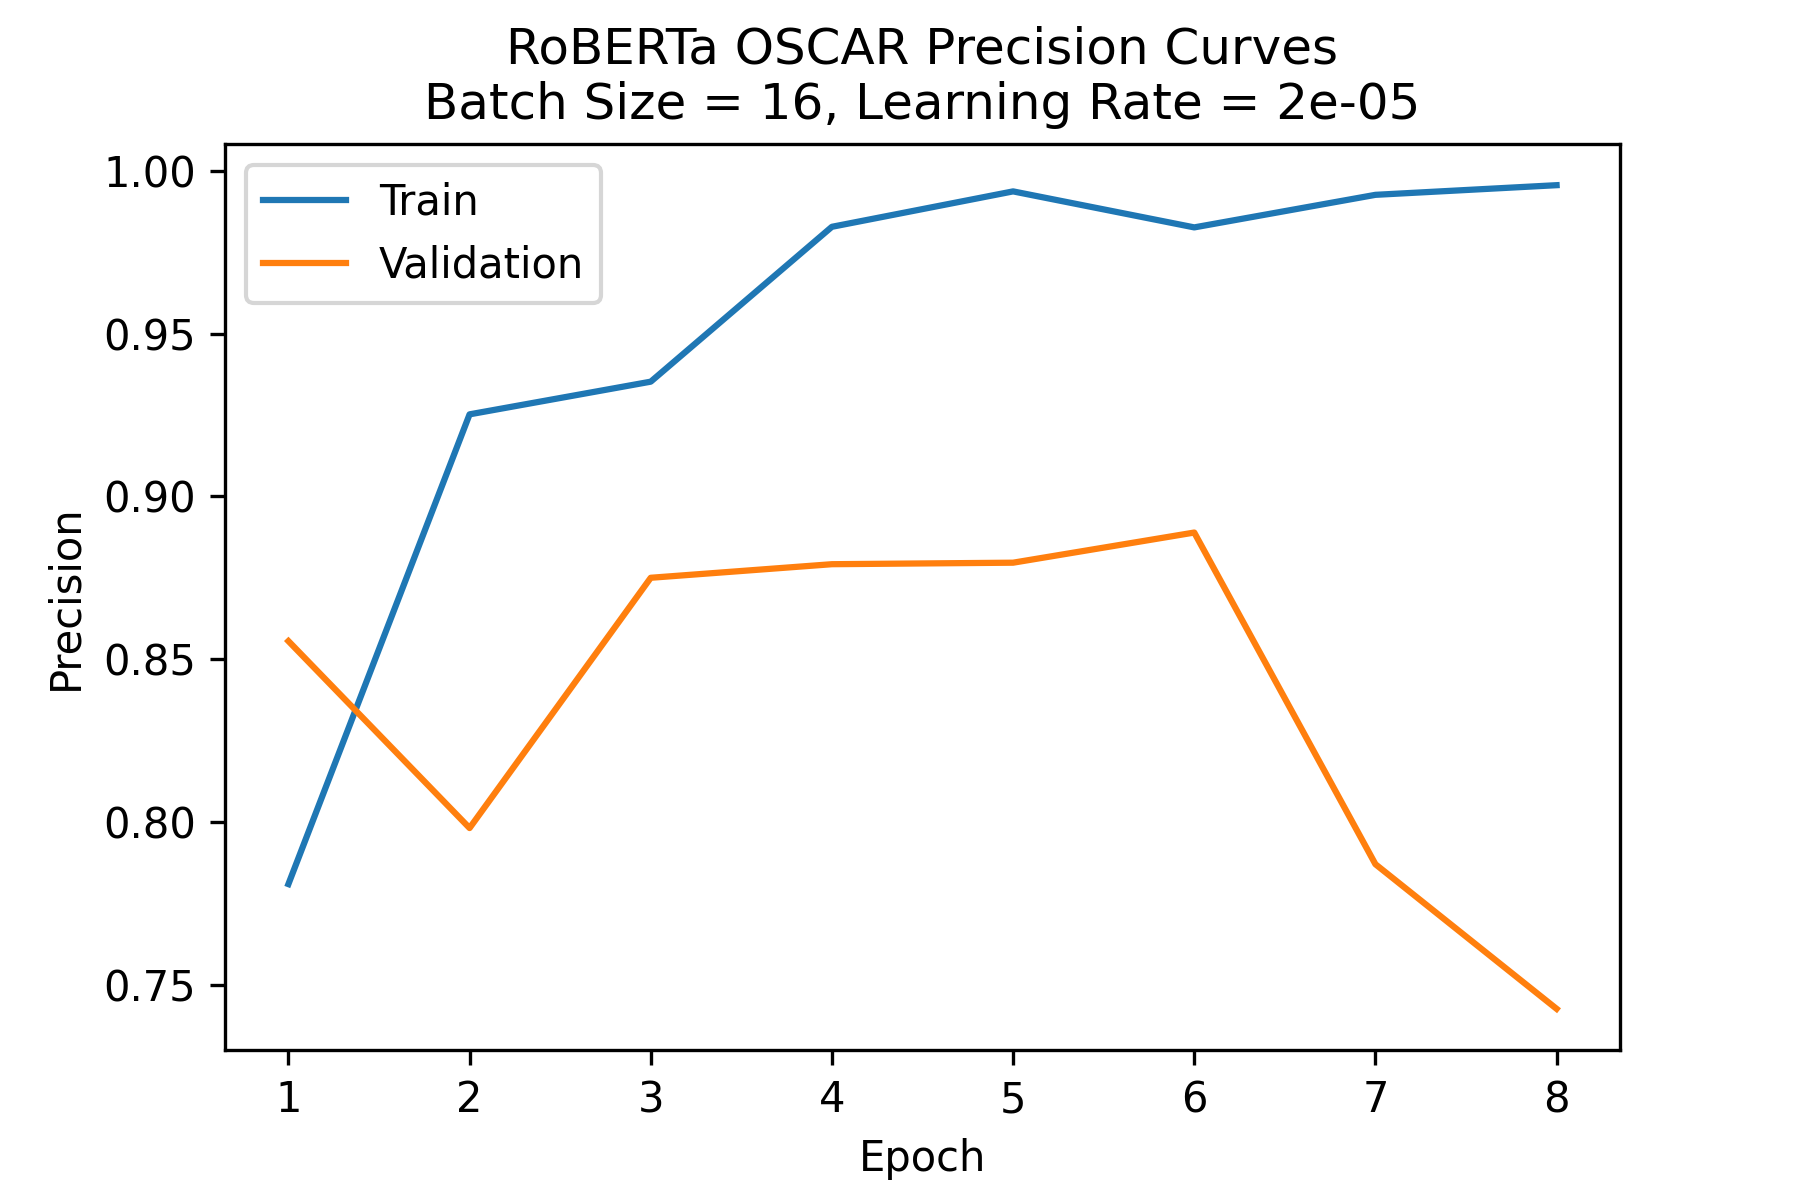 RoBERTa OSCAR Precision Curves
Batch Size = 16, Learning Rate = 2e-05
Train
Validation
1.00
0.95
0.90
0.85
0.80
0.75
Precision
1 2 3 4 5 6 7 8
Epoch